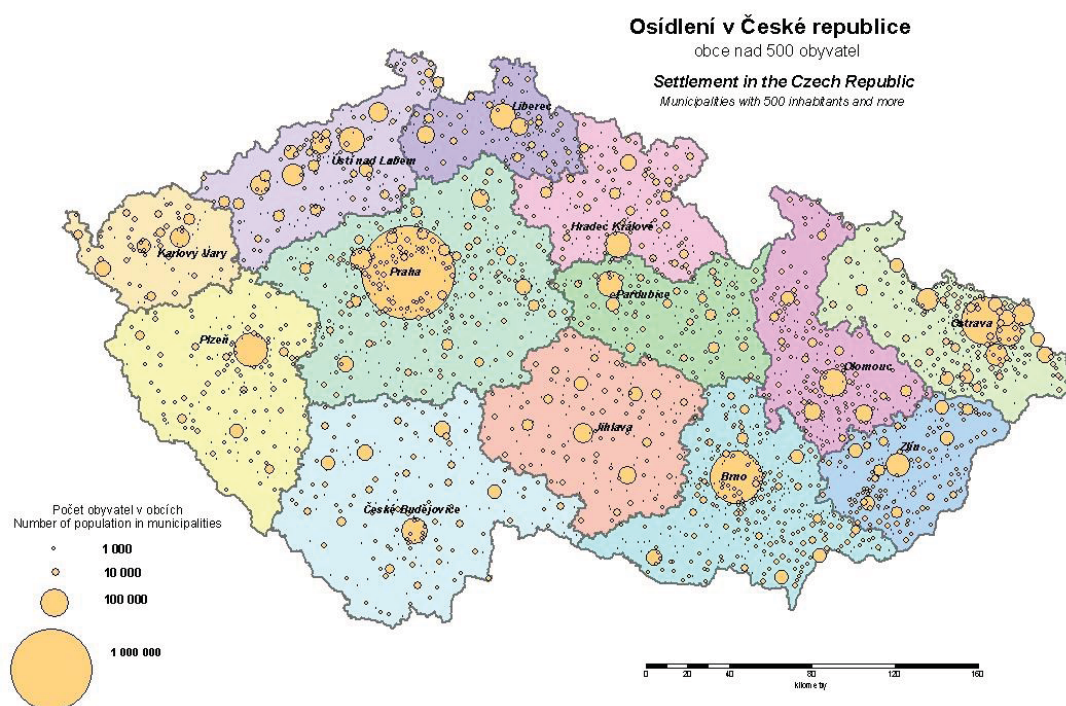 Osídlení v České republice
obce nad 500 obyvatel
Settlement in the Czech Republic
Municipalities with 500 inhabitants and more
Liberec
Ústí nad Labem
Hradec Králové
Karlovy Vary
Praha
Pardubice
Ostrava
Plzeň
Olomouc
Jihlava
Zlín
Brno
České Budějovice
Počet obyvatel v obcích
Number of population in municipalities
1 000
10 000
100 000
1 000 000
0 20 40 80 120 160
kilometry